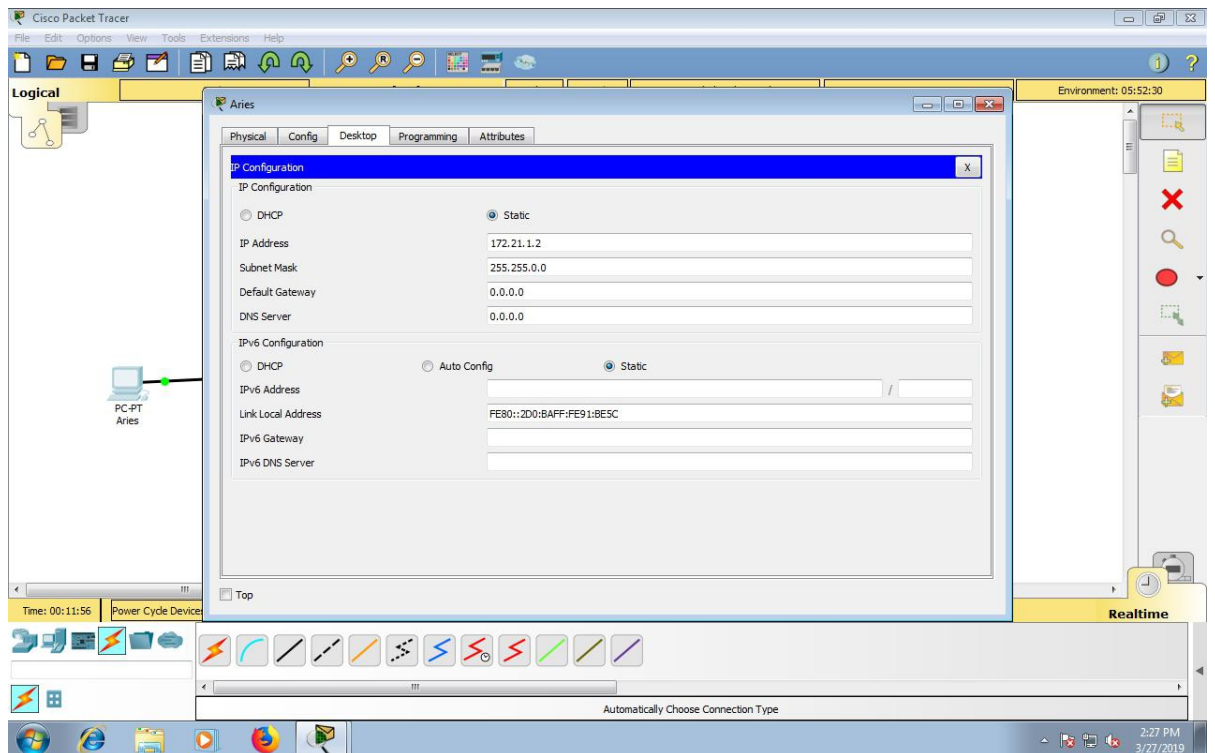 Cisco Packet Tracer
File Edit Options View Tools Extensions Help
Logical
Environment: 05:52:30
Aries
Physical Config Desktop Programming Attributes
IP Configuration X
IP Configuration
DHCP Static
IP Address 172.21.1.2
Subnet Mask 255.255.0.0
Default Gateway 0.0.0.0
DNS Server 0.0.0.0
IPv6 Configuration
DHCP Auto Config Static
IPv6 Address /
Link Local Address FE80::2D0:BAFF:FE91:BE5C
IPv6 Gateway
IPv6 DNS Server
PC-PT
Aries
Top
Time: 00:11:56 Power Cycle Device
Realtime
Automatically Choose Connection Type
2:27 PM
3/27/2019